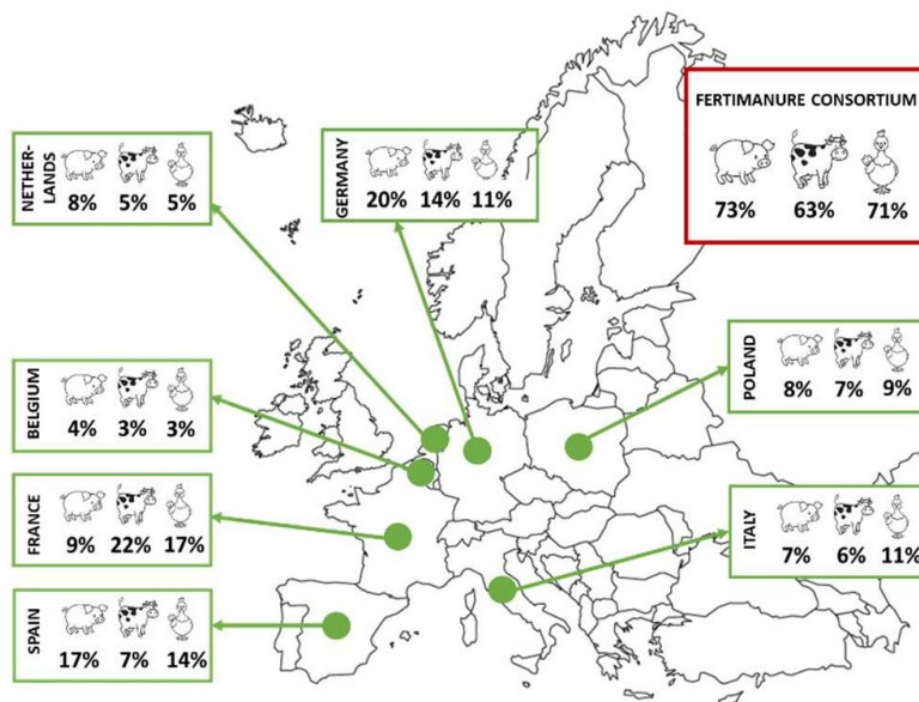 NETHER-
LANDS
8% 5% 5%
GERMANY
20% 14% 11%
FERTIMANURE CONSORTIUM
73% 63% 71%
BELGIUM
4% 3% 3%
POLAND
8% 7% 9%
FRANCE
9% 22% 17%
ITALY
7% 6% 11%
SPAIN
17% 7% 14%